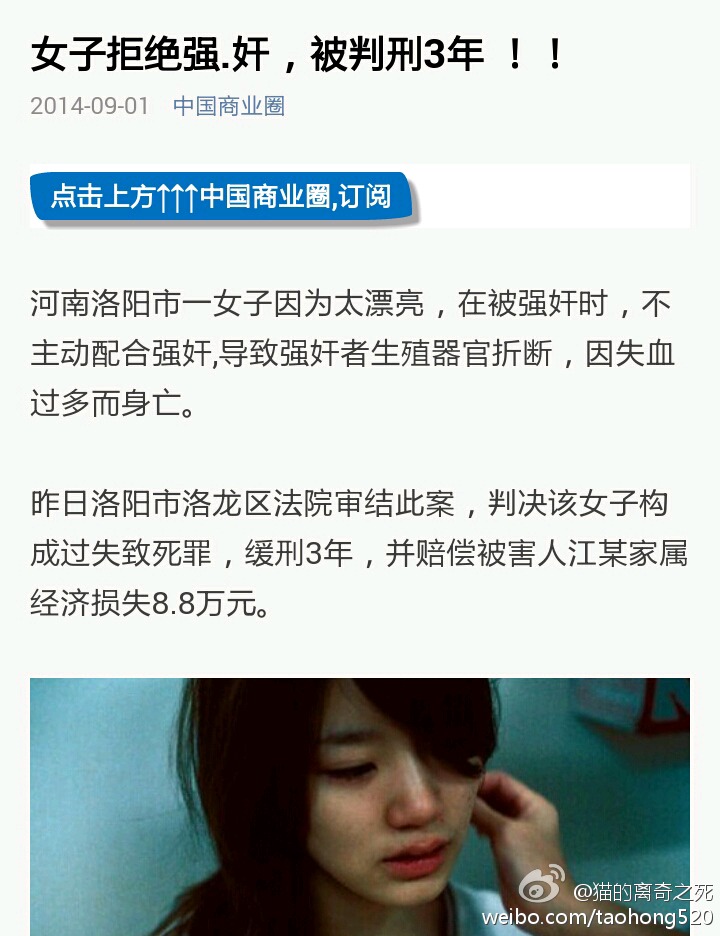 女子拒绝强.奸，被判刑3年 ！！
2014-09-01 中国商业圈
点击上方↑↑↑中国商业圈,订阅
河南洛阳市一女子因为太漂亮，在被强奸时，不
主动配合强奸,导致强奸者生殖器官折断，因失血
过多而身亡。
昨日洛阳市洛龙区法院审结此案，判决该女子构
成过失致死罪，缓刑3年，并赔偿被害人江某家属
经济损失8.8万元。
@猫的离奇之死
weibo.com/taohong520